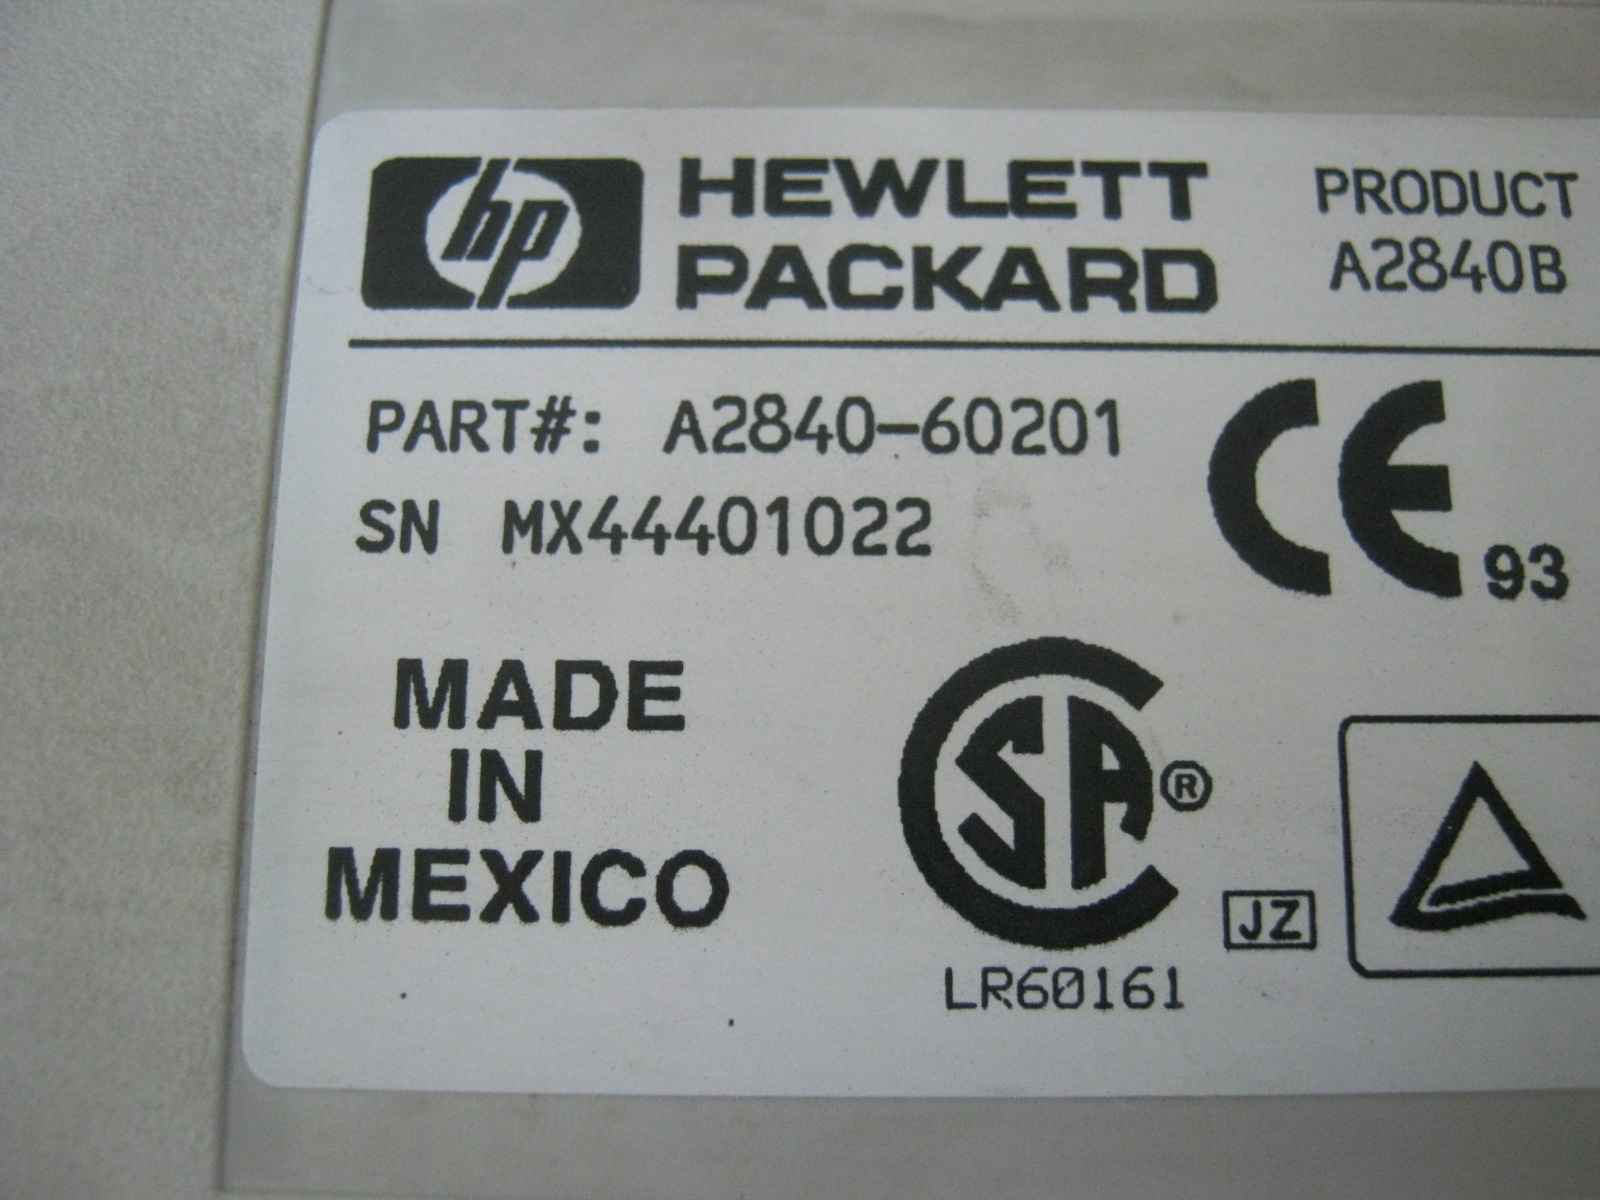 hp HEWLETT PACKARD
PRODUCT
A2840B
PART#: A2840-60201
SN MX44401022
CE 93
MADE
IN
MEXICO
SA ®
JZ
LR60161